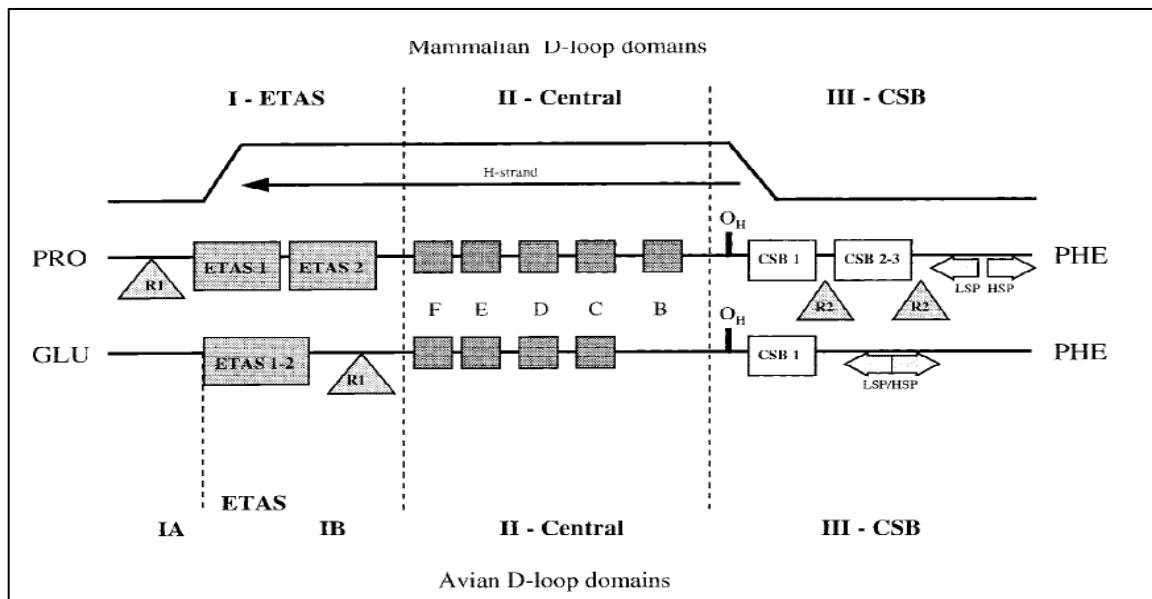 Mammalian D-loop domains
I - ETAS II - Central III - CSB
H-strand
O_H
PRO ETAS 1 ETAS 2 CSB 1 CSB 2-3 PHE
R1 LSP HSP
R2 R2
F E D C B
O_H
GLU ETAS 1-2 CSB 1 PHE
R1
LSP/HSP
ETAS
IA IB II - Central III - CSB
Avian D-loop domains